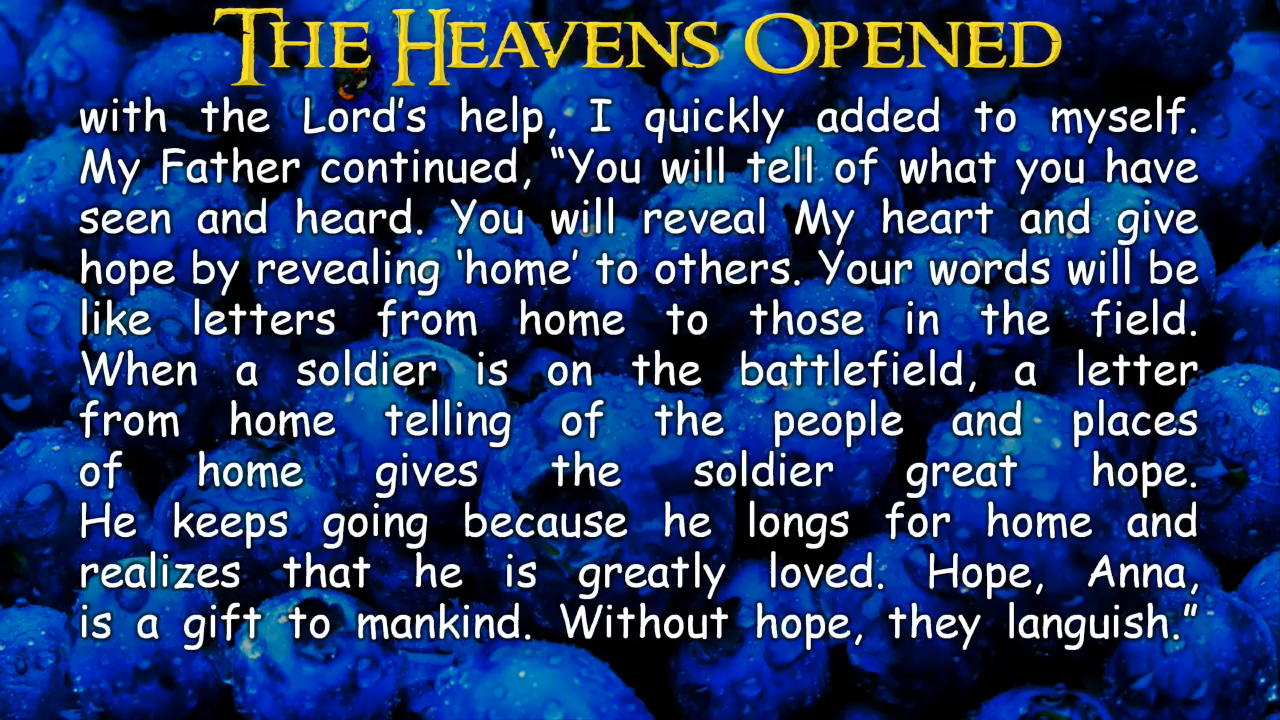 THE HEAVENS OPENED
with the Lord's help, I quickly added to myself.
My Father continued, “You will tell of what you have
seen and heard. You will reveal My heart and give
hope by revealing ‘home’ to others. Your words will be
like letters from home to those in the field.
When a soldier is on the battlefield, a letter
from home telling of the people and places
of home gives the soldier great hope.
He keeps going because he longs for home and
realizes that he is greatly loved. Hope, Anna,
is a gift to mankind. Without hope, they languish.”